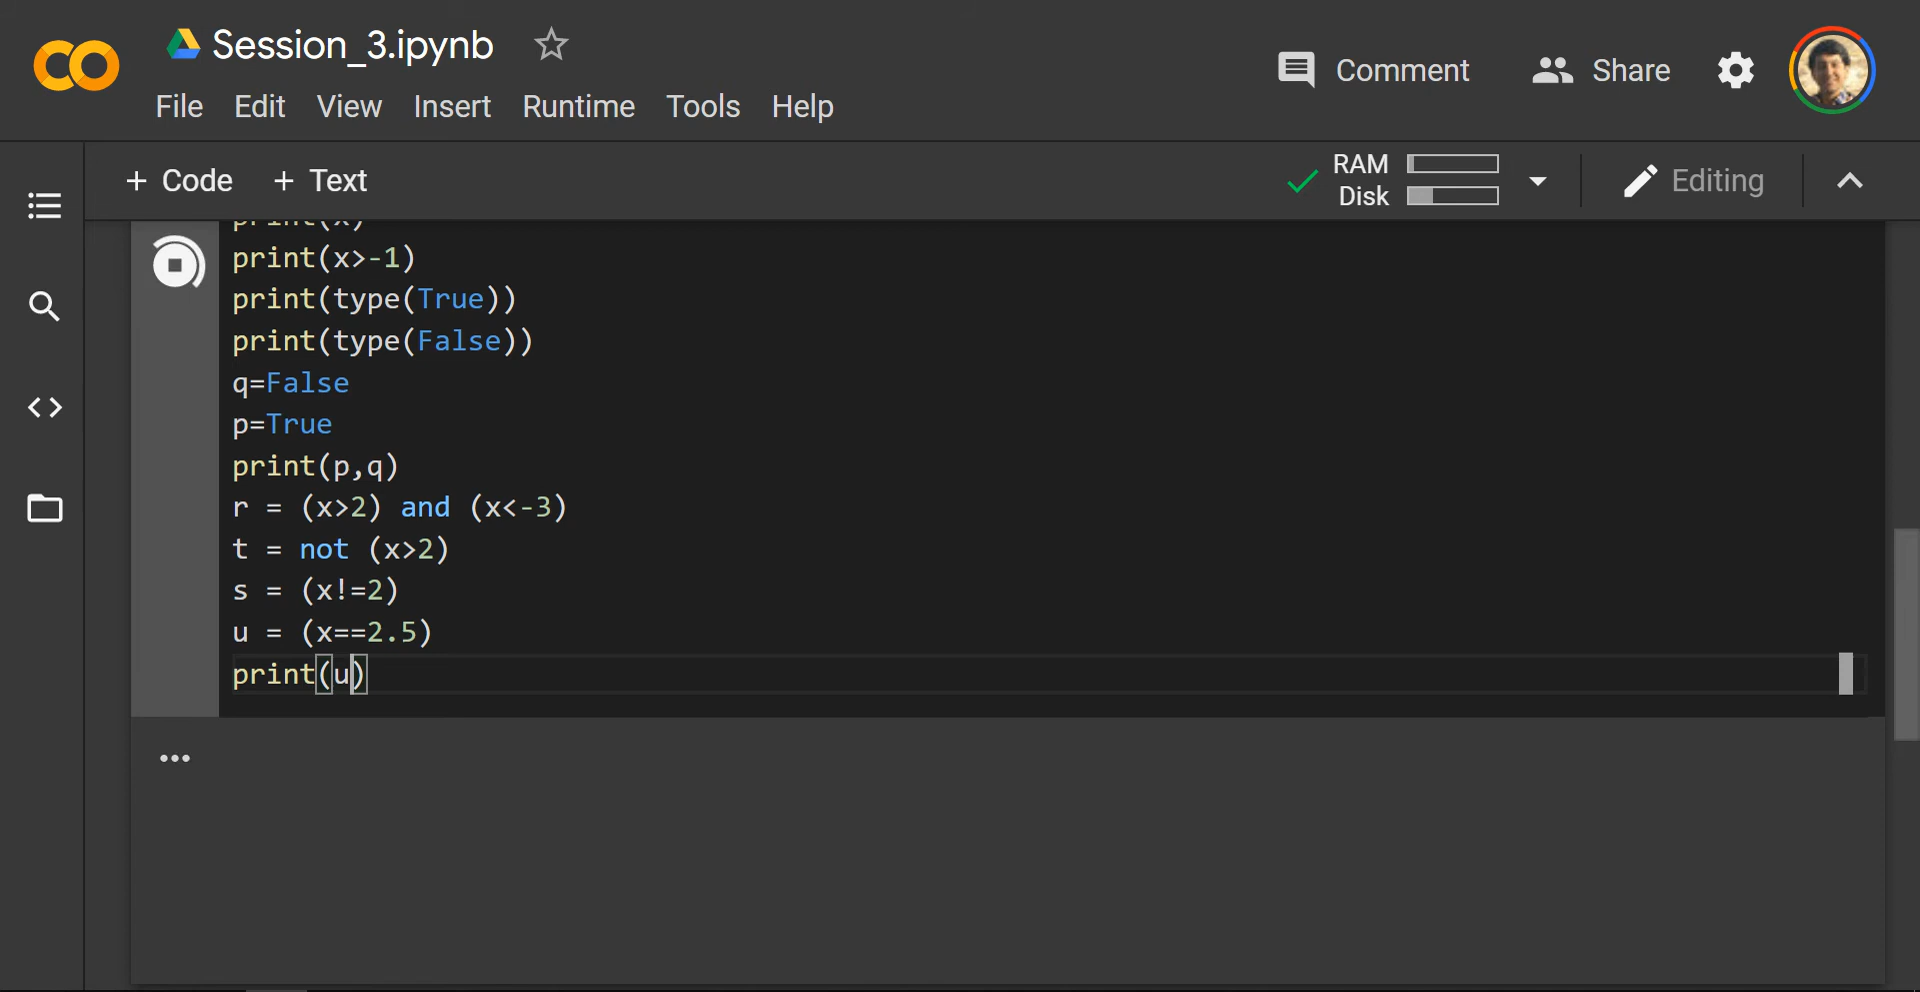 Session_3.ipynb
Comment
Share
File Edit View Insert Runtime Tools Help
+ Code + Text
RAM
Disk
Editing
print(x)
print(x>-1)
print(type(True))
print(type(False))
q=False
p=True
print(p,q)
r = (x>2) and (x<-3)
t = not (x>2)
s = (x!=2)
u = (x==2.5)
print(u)